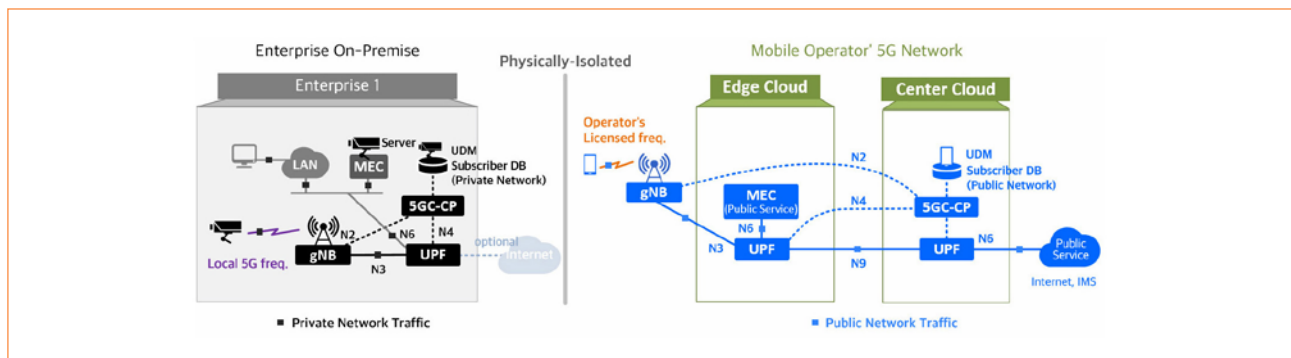 Enterprise On-Premise
Physically-Isolated
Mobile Operator' 5G Network
Enterprise 1
Edge Cloud
Center Cloud
Server
LAN
MEC
UDM
Subscriber DB
(Private Network)
5GC-CP
N2
N6
N4
Local 5G freq.
gNB
N3
UPF
optional
Internet
■ Private Network Traffic
Operator's
Licensed freq.
gNB
N2
UDM
Subscriber DB
(Public Network)
MEC
(Public Service)
N4
5GC-CP
N6
N3
UPF
N9
UPF
N6
Public
Service
Internet, IMS
■ Public Network Traffic